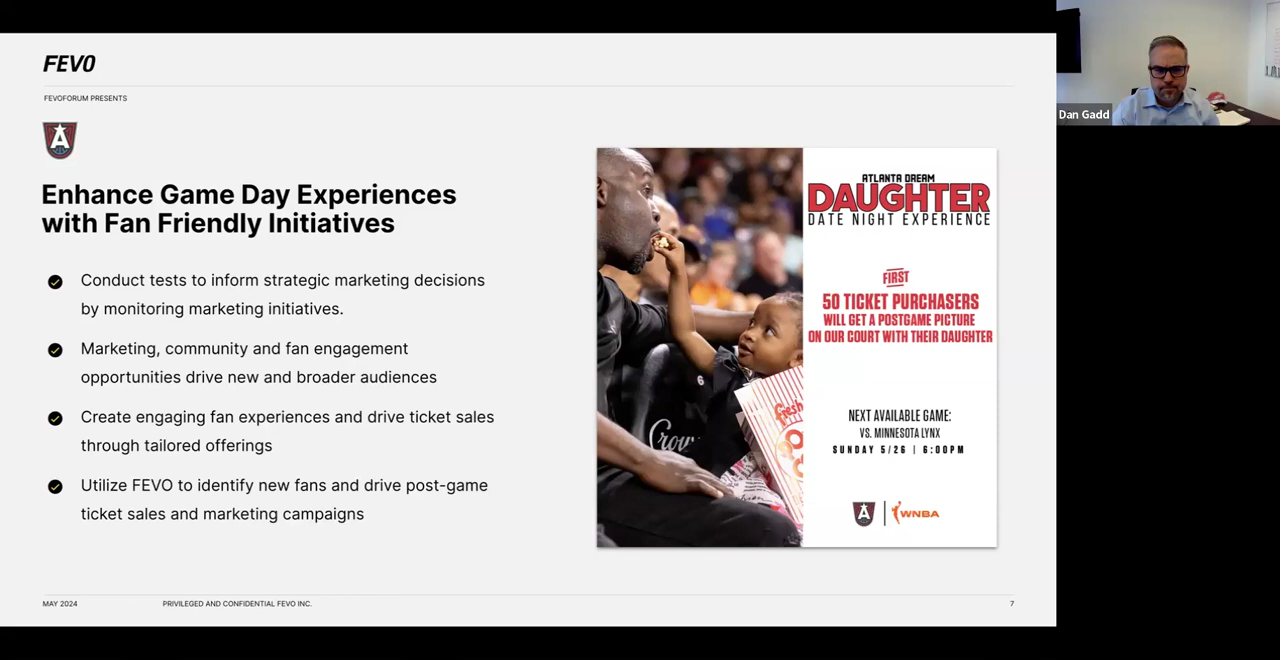 FEVO
FEVOFORUM PRESENTS
A
Enhance Game Day Experiences
with Fan Friendly Initiatives
Conduct tests to inform strategic marketing decisions
by monitoring marketing initiatives.
Marketing, community and fan engagement
opportunities drive new and broader audiences
Create engaging fan experiences and drive ticket sales
through tailored offerings
Utilize FEVO to identify new fans and drive post-game
ticket sales and marketing campaigns
6
Crow
fresh
ATLANTA DREAM
DAUGHTER
DATE NIGHT EXPERIENCE
FIRST
50 TICKET PURCHASERS
WILL GET A POSTGAME PICTURE
ON OUR COURT WITH THEIR DAUGHTER
NEXT AVAILABLE GAME:
VS. MINNESOTA LYNX
SUNDAY 5/26 | 6:00PM
A
WNBA
MAY 2024
PRIVILEGED AND CONFIDENTIAL FEVO INC.
7
Dan Gadd